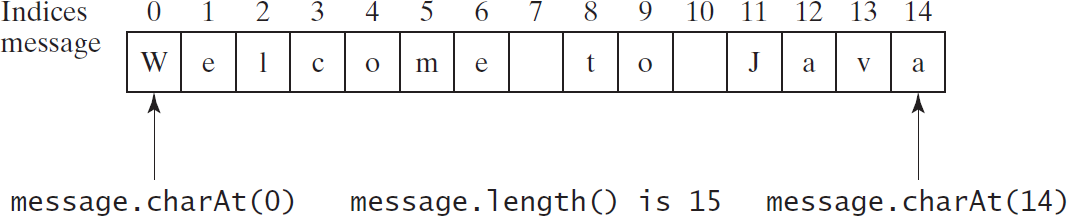 Indices 0 1 2 3 4 5 6 7 8 9 10 11 12 13 14
message W e l c o m e t o J a v a
message.charAt(0) message.length() is 15 message.charAt(14)